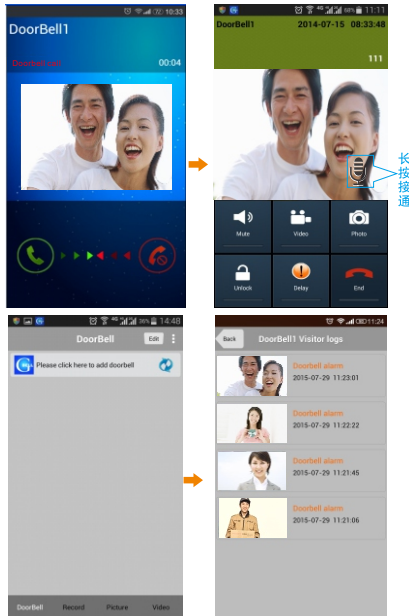 10:33
DoorBell1
00:04
11:11
DoorBell1 2014-07-15 08:33:48
111
长
按
接
通
Mute Video Photo
Unlock Delay End
36% 14:48
DoorBell Edit
Please click here to add doorbell
DoorBell Record Picture Video
11:24
Back DoorBell1 Visitor logs
Doorbell alarm
2015-07-29 11:23:01
Doorbell alarm
2015-07-29 11:22:22
Doorbell alarm
2015-07-29 11:21:45
Doorbell alarm
2015-07-29 11:21:06